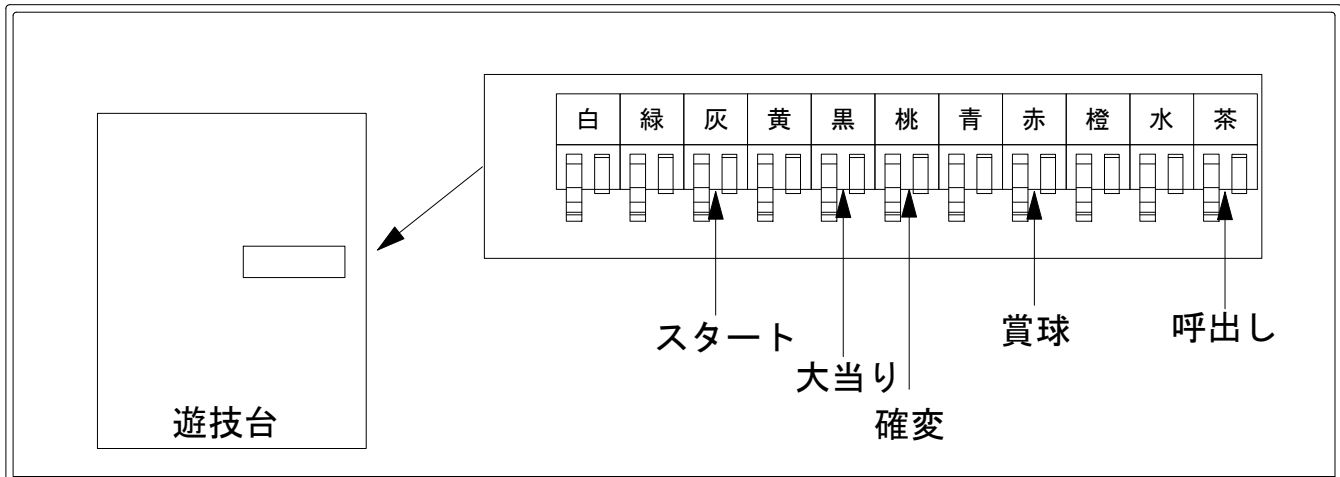 白 緑 灰 黄 黒 桃 青 赤 橙 水 茶
スタート
大当り
確変
賞球
呼出し
遊技台